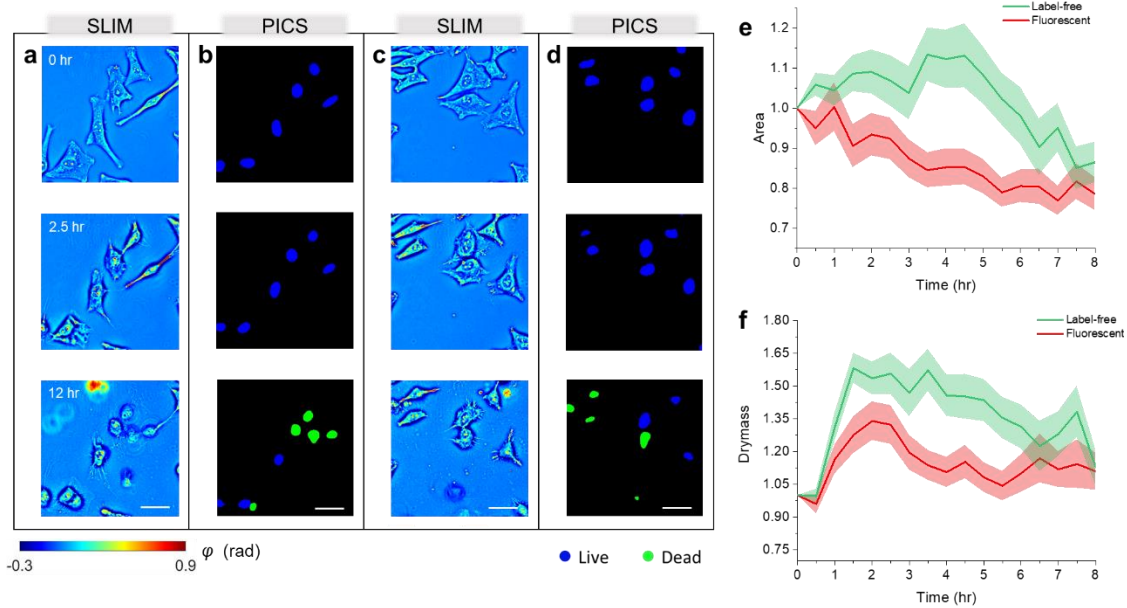 SLIM PICS SLIM PICS
a b c d
0 hr
2.5 hr
12 hr
φ (rad)
-0.3 0.9
Live Dead
e
Label-free
Fluorescent
1.2
1.1
1.0
0.9
0.8
0.7
Area
0 1 2 3 4 5 6 7 8
Time (hr)
f
Label-free
Fluorescent
1.80
1.65
1.50
1.35
1.20
1.05
0.90
0.75
Drymass
0 1 2 3 4 5 6 7 8
Time (hr)